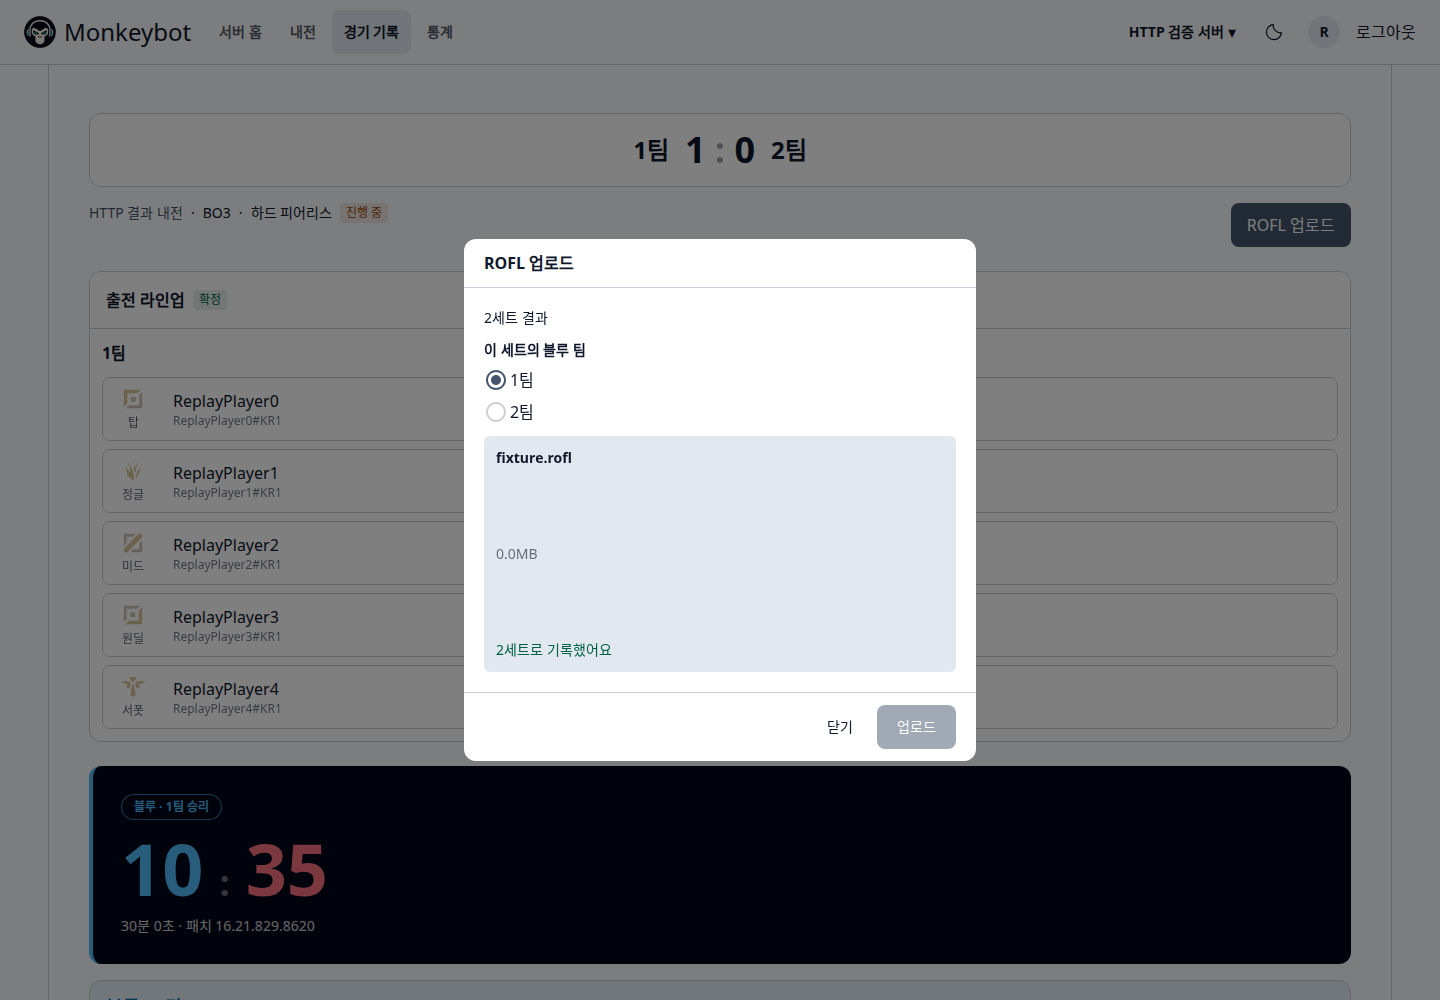 Monkeybot
서버 홈
내전
경기 기록
통계
HTTP 검증 서버 ▾
R
로그아웃
1팀 1 : 0 2팀
HTTP 결과 내전 · BO3 · 하드 피어리스 진행 중
ROFL 업로드
출전 라인업 확정
1팀
탑
ReplayPlayer0
ReplayPlayer0#KR1
정글
ReplayPlayer1
ReplayPlayer1#KR1
미드
ReplayPlayer2
ReplayPlayer2#KR1
원딜
ReplayPlayer3
ReplayPlayer3#KR1
서폿
ReplayPlayer4
ReplayPlayer4#KR1
ROFL 업로드
2세트 결과
이 세트의 블루 팀
1팀
2팀
fixture.rofl
0.0MB
2세트로 기록했어요
닫기
업로드
블루 · 1팀 승리
10 : 35
30분 0초 · 패치 16.21.829.8620